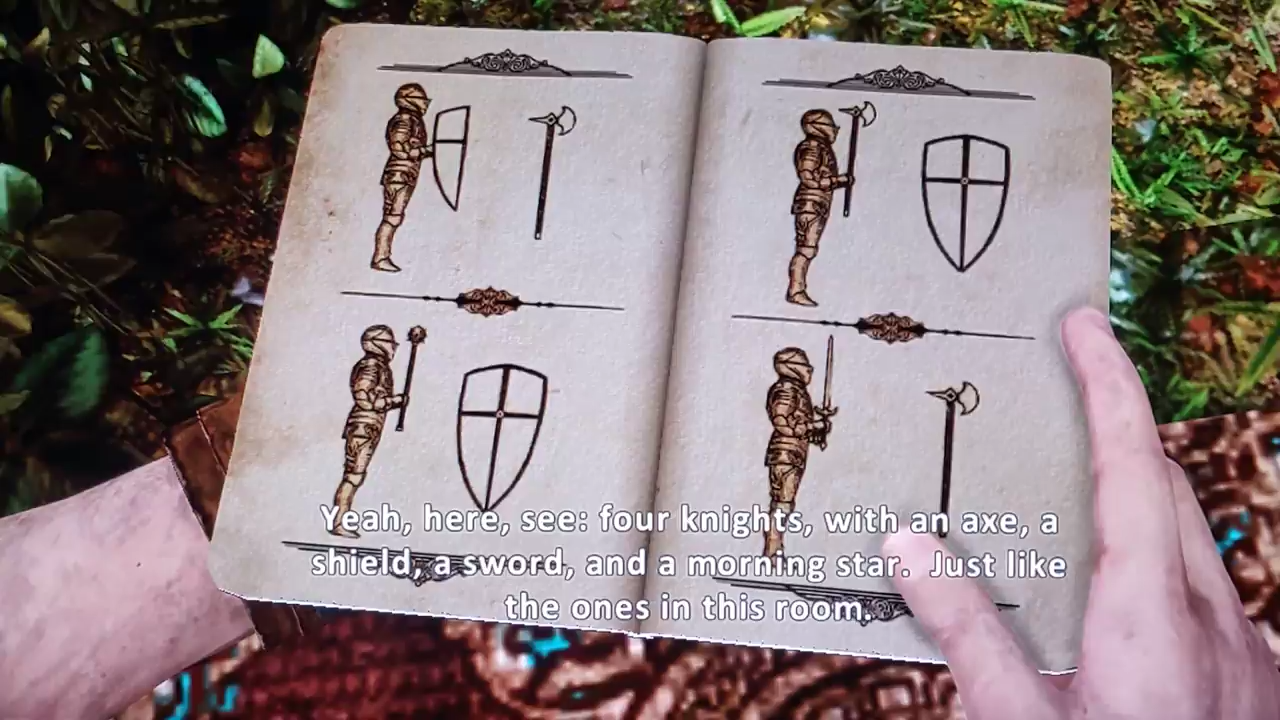 Yeah, here, see: four knights, with an axe, a
shield, a sword, and a morning star. Just like
the ones in this room.